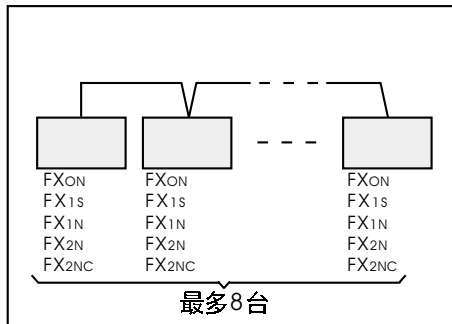 FX0N FX0N FX0N
FX1S FX1S FX1S
FX1N FX1N FX1N
FX2N FX2N FX2N
FX2NC FX2NC FX2NC
最多8台